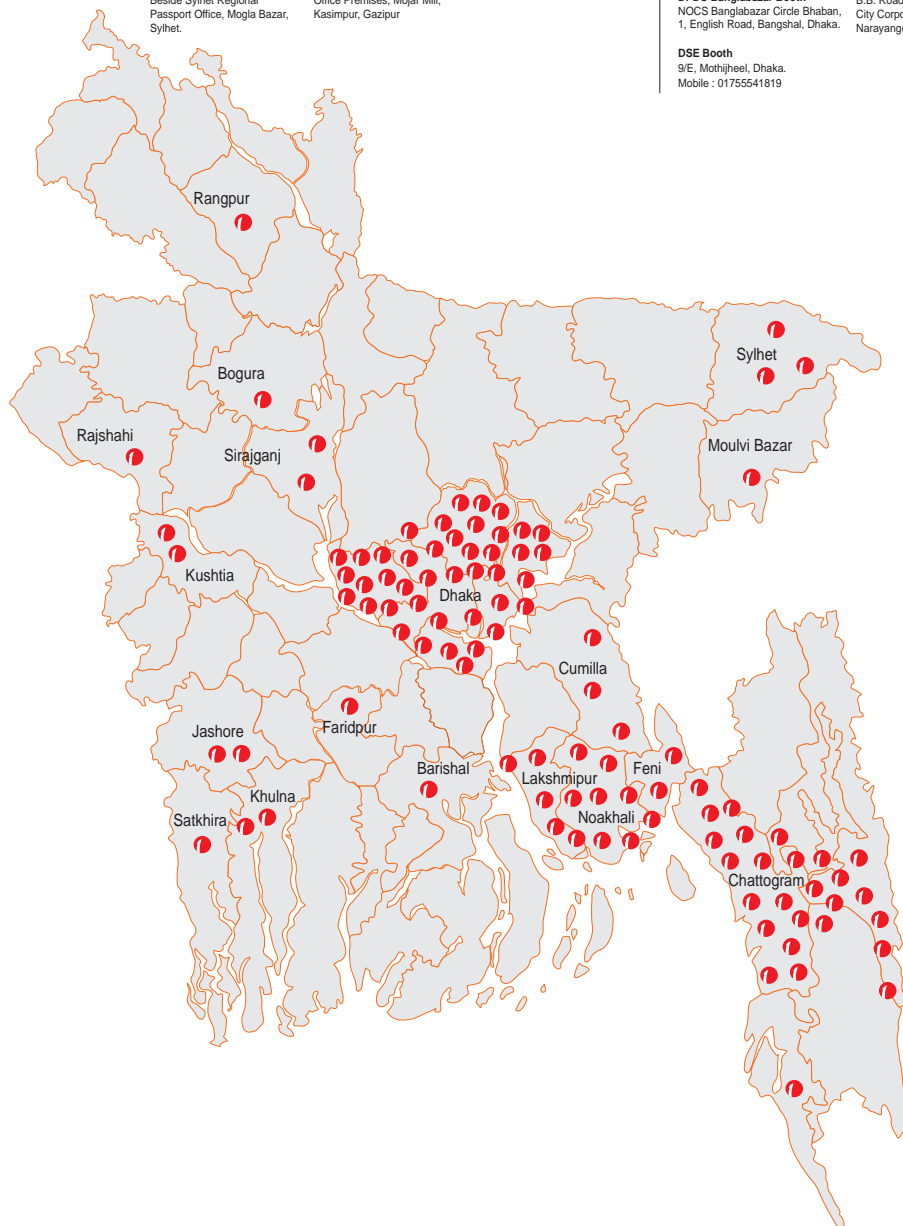 Beside Sylhet Regional
Passport Office, Mogla Bazar,
Sylhet.
Office Premises, Mojar Mill,
Kasimpur, Gazipur
NOCS Banglabazar Circle Bhaban,
1, English Road, Bangshal, Dhaka.
DSE Booth
9/E, Mothijheel, Dhaka.
Mobile : 01755541819
B.B. Road
City Corpo
Narayang
Rangpur
Sylhet
Bogura
Rajshahi
Sirajganj
Moulvi Bazar
Kushtia
Dhaka
Cumilla
Faridpur
Jashore
Barishal
Lakshmipur
Feni
Khulna
Satkhira
Noakhali
Chattogram